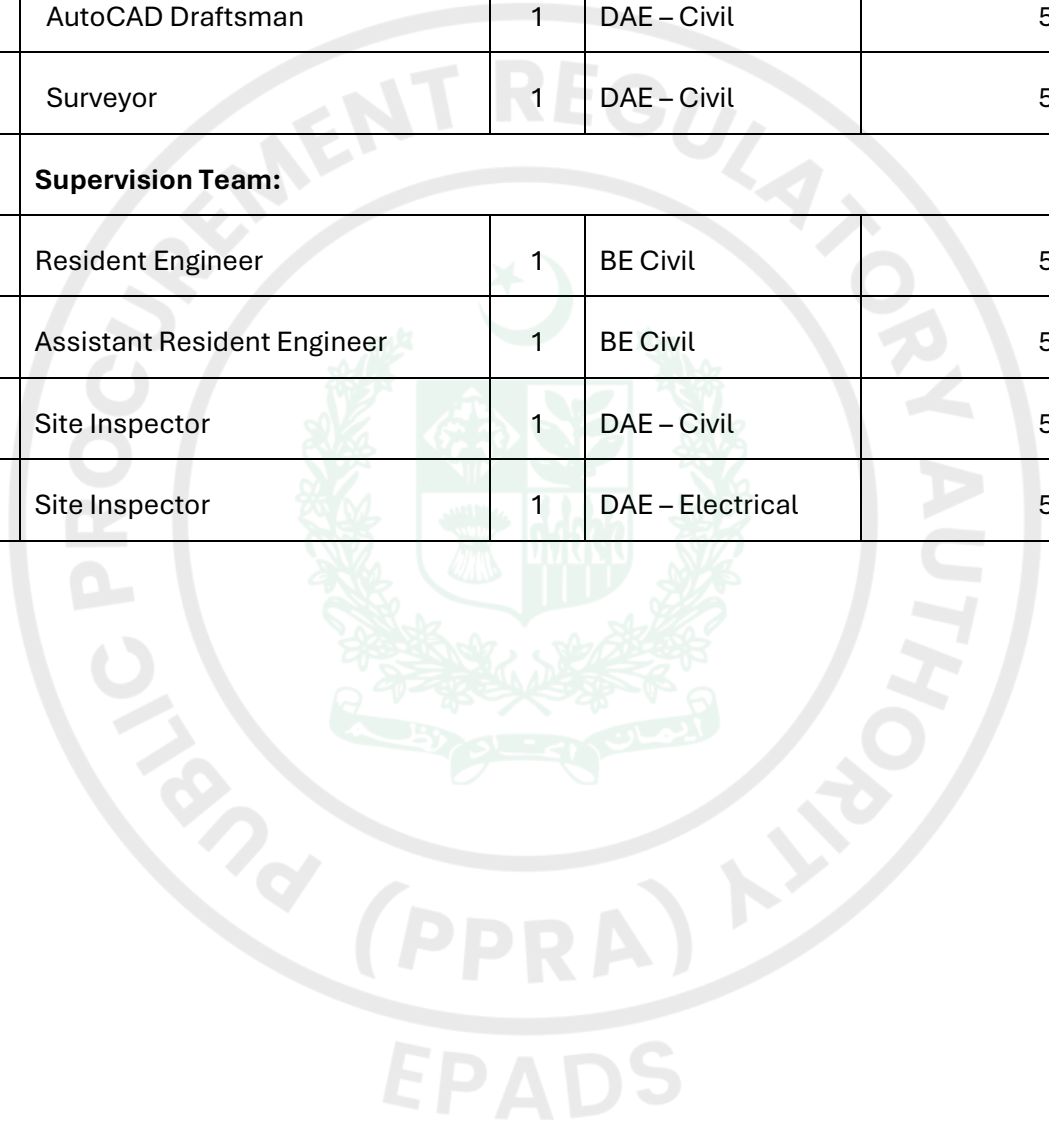 AutoCAD Draftsman 1 DAE – Civil 5
Surveyor 1 DAE – Civil 5
Supervision Team:
Resident Engineer 1 BE Civil 5
Assistant Resident Engineer 1 BE Civil 5
Site Inspector 1 DAE – Civil 5
Site Inspector 1 DAE – Electrical 5
PUBLIC PROCUREMENT REGULATORY AUTHORITY
(PPRA)
EPADS